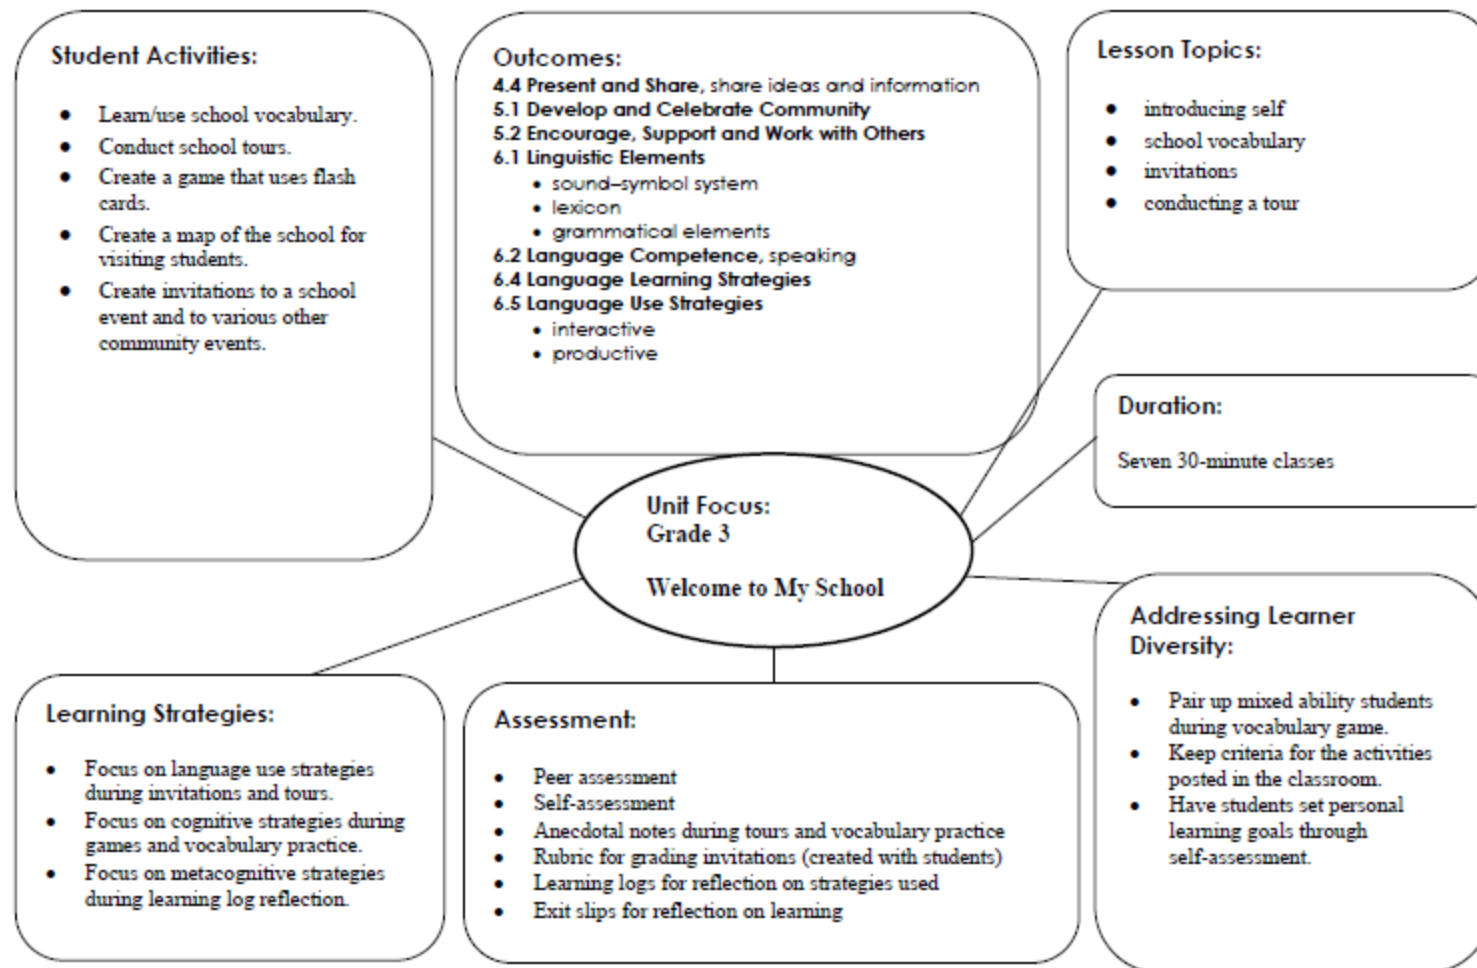 Student Activities:
● Learn/use school vocabulary.
● Conduct school tours.
● Create a game that uses flash
cards.
● Create a map of the school for
visiting students.
● Create invitations to a school
event and to various other
community events.
Outcomes:
4.4 Present and Share, share ideas and information
5.1 Develop and Celebrate Community
5.2 Encourage, Support and Work with Others
6.1 Linguistic Elements
• sound–symbol system
• lexicon
• grammatical elements
6.2 Language Competence, speaking
6.4 Language Learning Strategies
6.5 Language Use Strategies
• interactive
• productive
Lesson Topics:
● introducing self
● school vocabulary
● invitations
● conducting a tour
Duration:
Seven 30-minute classes
Unit Focus:
Grade 3
Welcome to My School
Addressing Learner
Diversity:
• Pair up mixed ability students
during vocabulary game.
• Keep criteria for the activities
posted in the classroom.
• Have students set personal
learning goals through
self-assessment.
Learning Strategies:
• Focus on language use strategies
during invitations and tours.
• Focus on cognitive strategies during
games and vocabulary practice.
• Focus on metacognitive strategies
during learning log reflection.
Assessment:
• Peer assessment
• Self-assessment
• Anecdotal notes during tours and vocabulary practice
• Rubric for grading invitations (created with students)
• Learning logs for reflection on strategies used
• Exit slips for reflection on learning